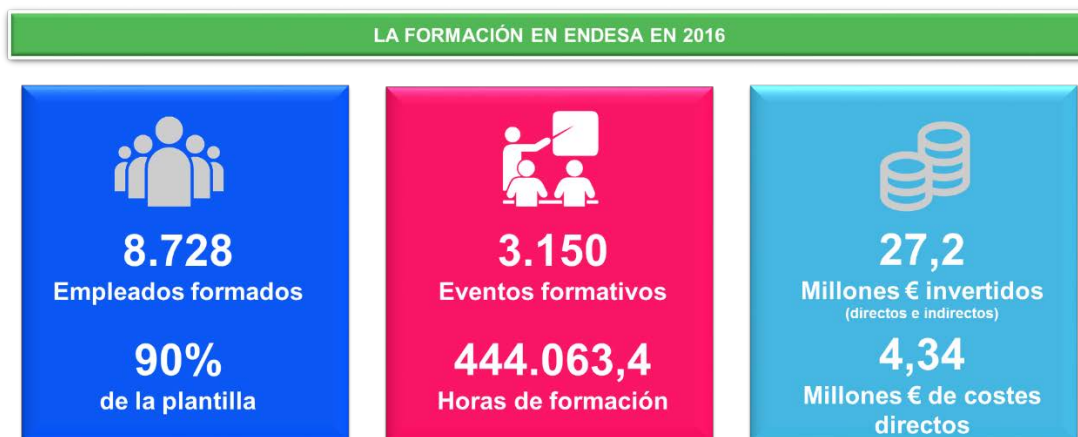 LA FORMACIÓN EN ENDESA EN 2016
8.728
Empleados formados
90%
de la plantilla
3.150
Eventos formativos
444.063,4
Horas de formación
27,2
Millones € invertidos
(directos e indirectos)
4,34
Millones € de costes
directos